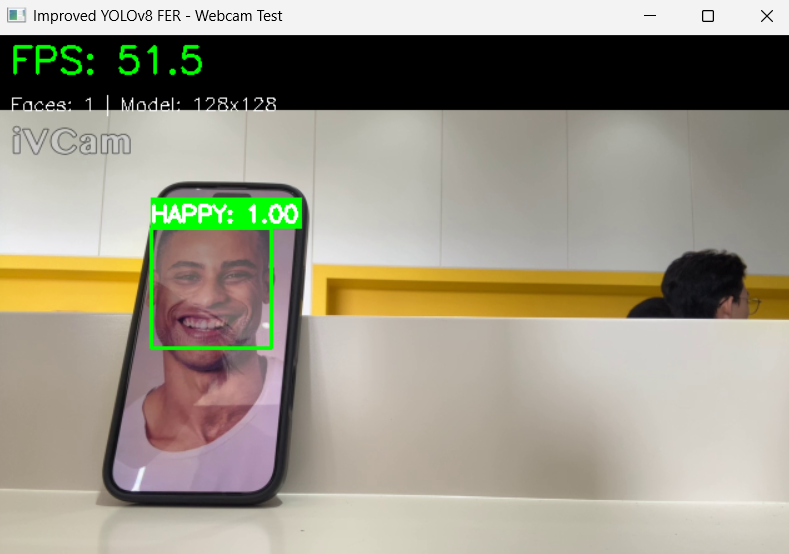 Improved YOLOv8 FER - Webcam Test
FPS: 51.5
Faces: 1 | Model: 128x128
iVCam
HAPPY: 1.00